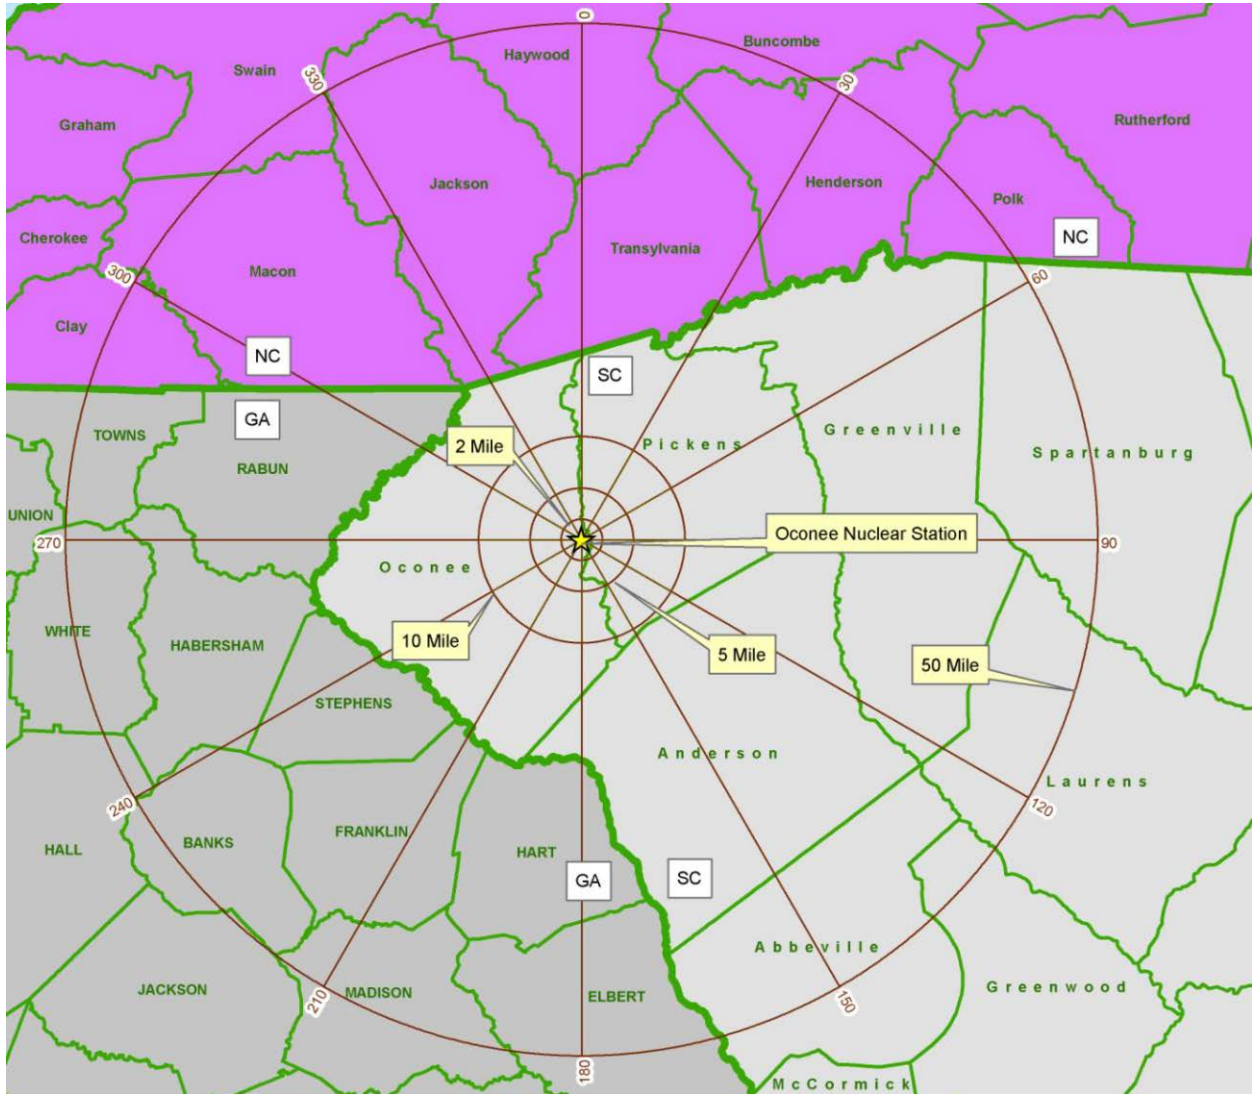 0
Buncombe
Haywood
Swain
330
30
Graham
Rutherford
Jackson
Henderson
Polk
Cherokee
NC
Transylvania
Macon
300
60
Clay
NC
SC
GA
TOWNS
2 Mile
Pickens
Greenville
Spartanburg
RABUN
UNION
Oconee Nuclear Station
270
90
Oconee
WHITE
HABERSHAM
10 Mile
5 Mile
50 Mile
STEPHENS
Anderson
Laurens
240
120
FRANKLIN
BANKS
HALL
HART
GA
SC
Abbeville
JACKSON
MADISON
ELBERT
Greenwood
210
150
180
McCormick